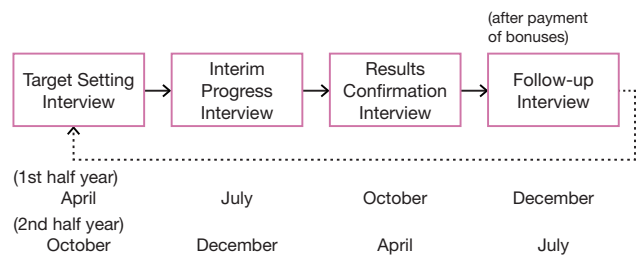 (after payment
of bonuses)
Target Setting
Interview
Interim
Progress
Interview
Results
Confirmation
Interview
Follow-up
Interview
(1st half year)
April July October December
(2nd half year)
October December April July